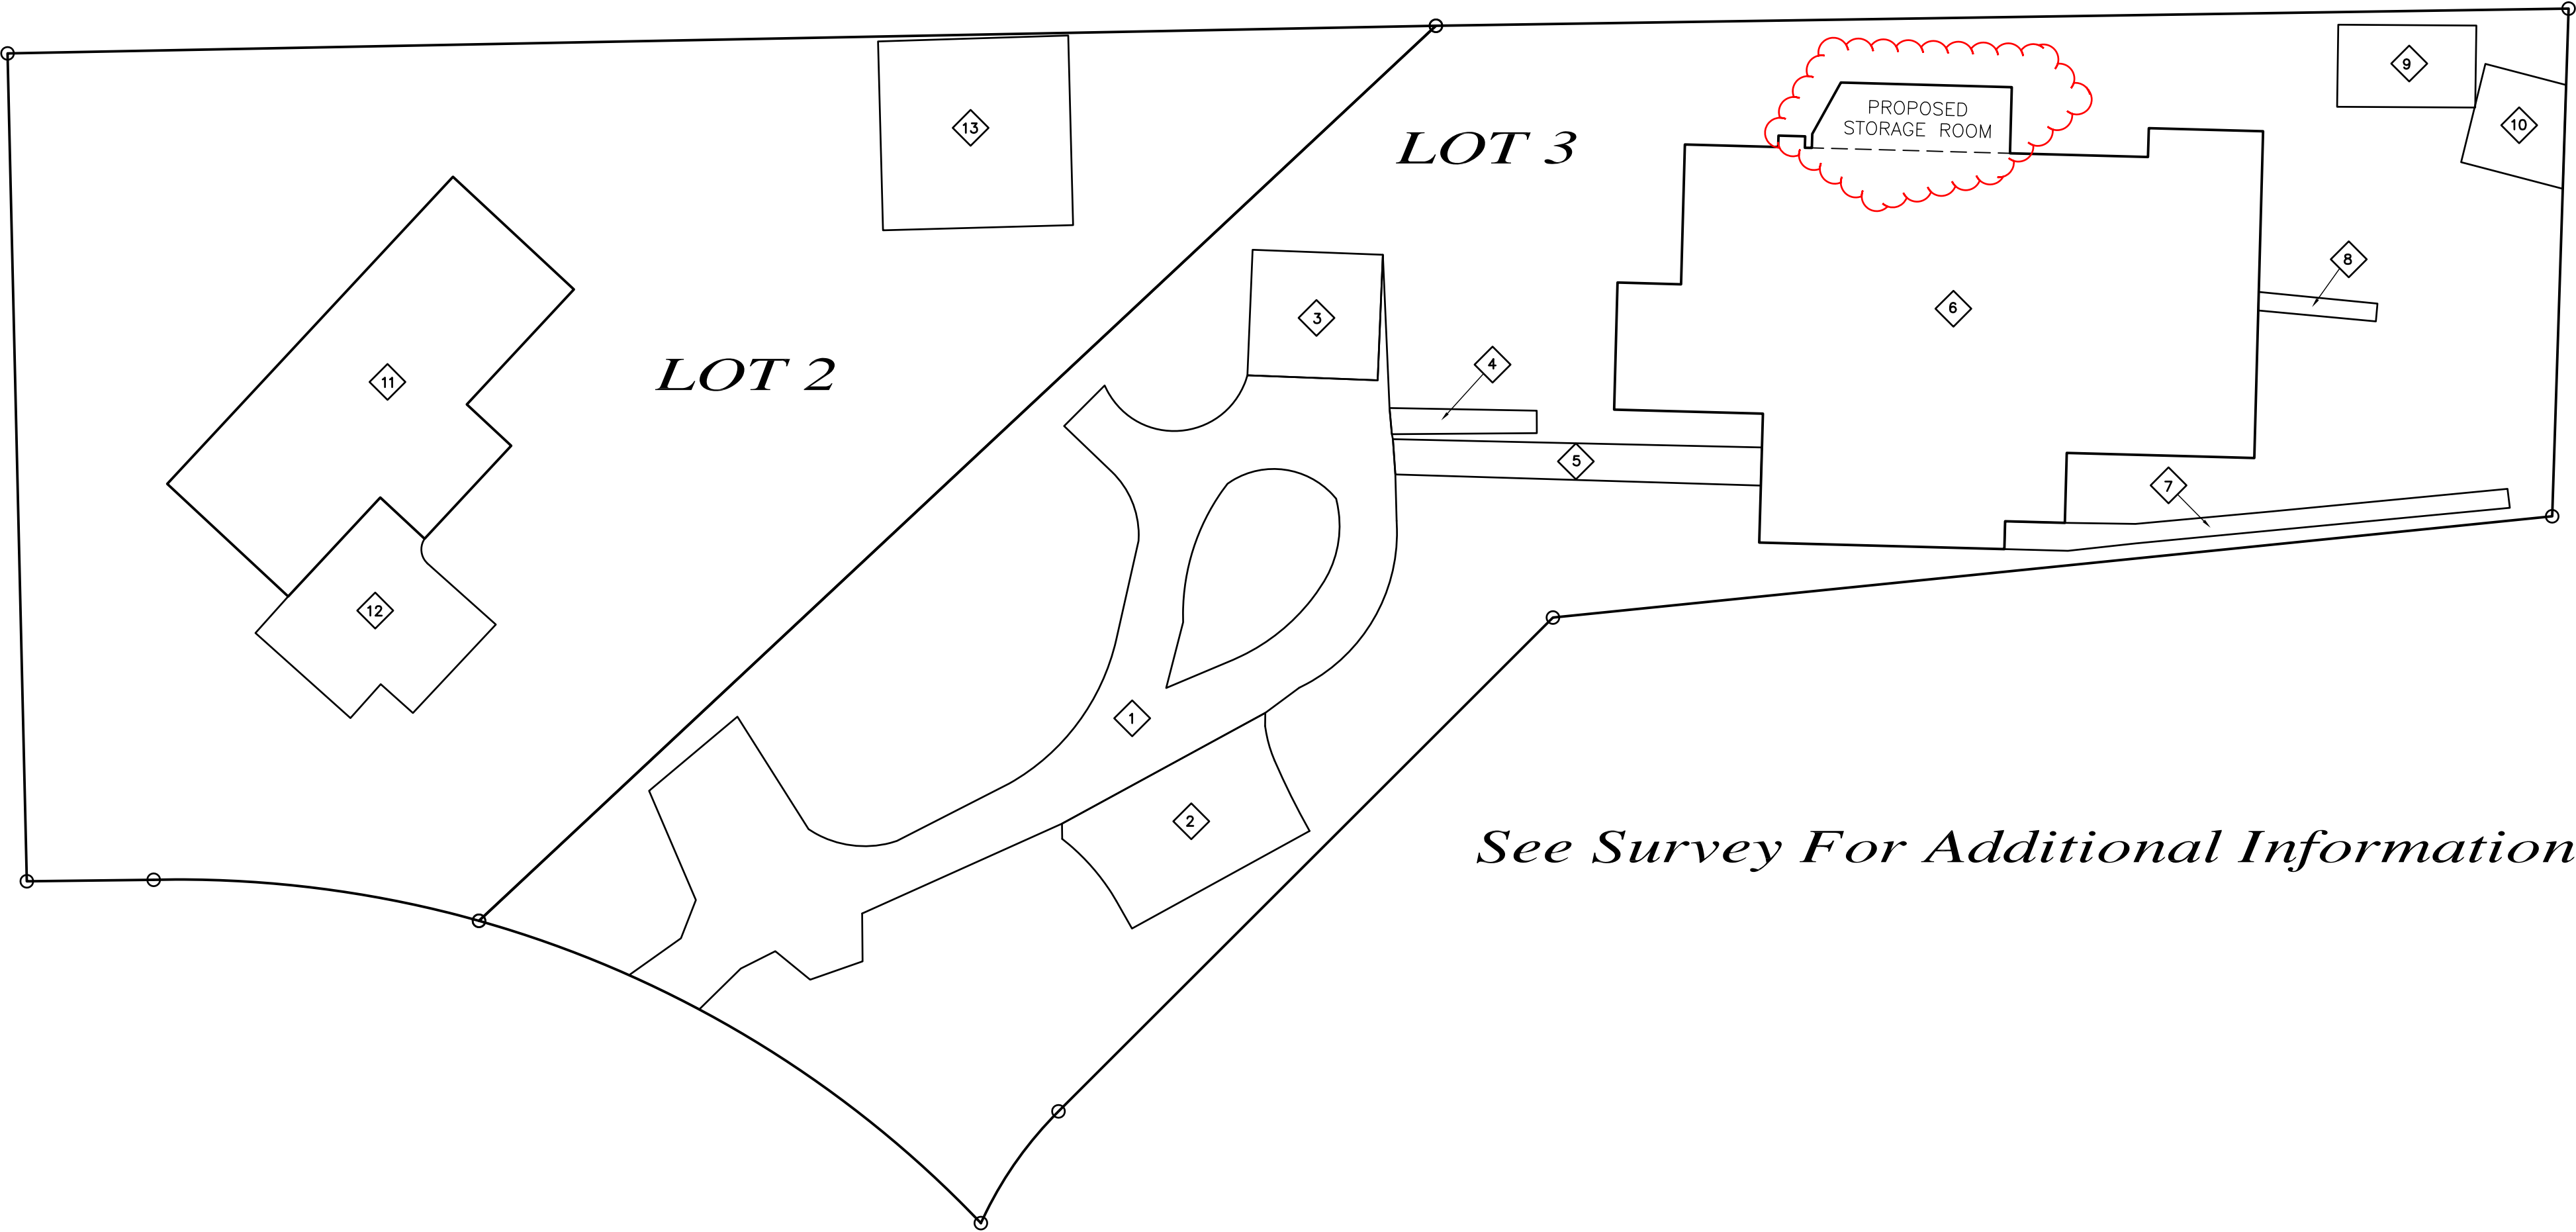 9
PROPOSED
STORAGE ROOM
10
13
LOT 3
8
6
3
4
LOT 2
11
5
7
12
1
2
See Survey For Additional Information